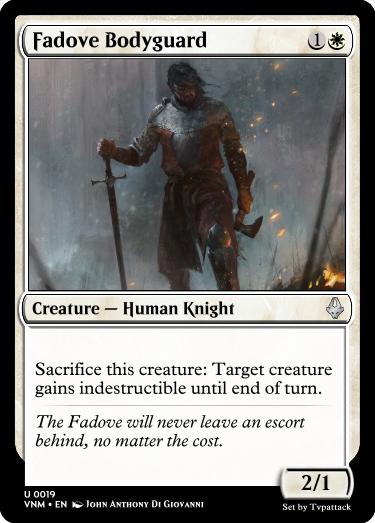 Fadove Bodyguard 1
Creature — Human Knight
Sacrifice this creature: Target creature
gains indestructible until end of turn.
The Fadove will never leave an escort
behind, no matter the cost.
2/1
U 0019
VNM • EN John Anthony Di Giovanni
Set by Tvpattack